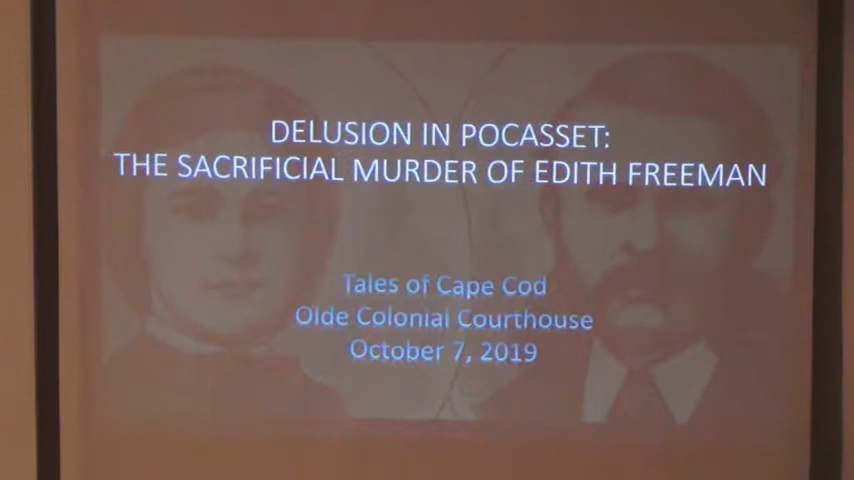 DELUSION IN POCASSET:
THE SACRIFICIAL MURDER OF EDITH FREEMAN
Tales of Cape Cod
Olde Colonial Courthouse
October 7, 2019